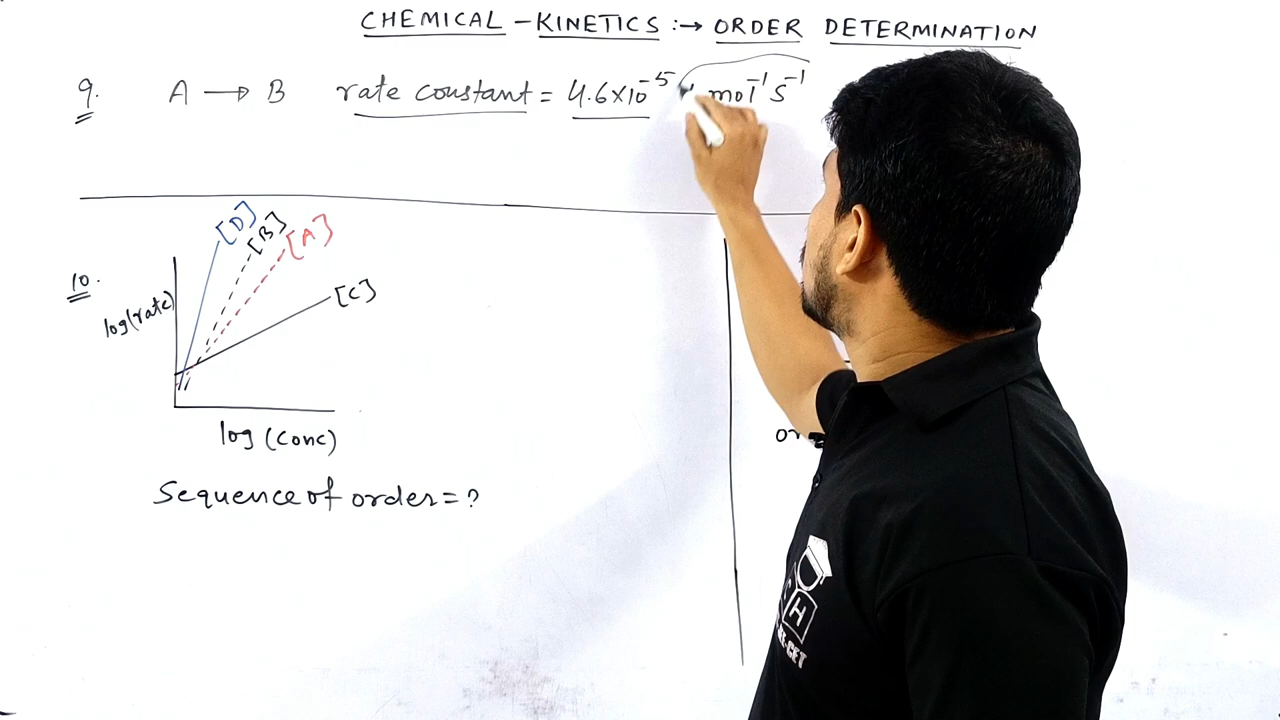 CHEMICAL - KINETICS :→ ORDER DETERMINATION
9. A → B rate constant = 4.6×10⁻⁵ mol⁻¹ S⁻¹
10.
[D]
[B]
[A]
[C]
log(rate)
log (Conc)
Sequence of order = ?
H